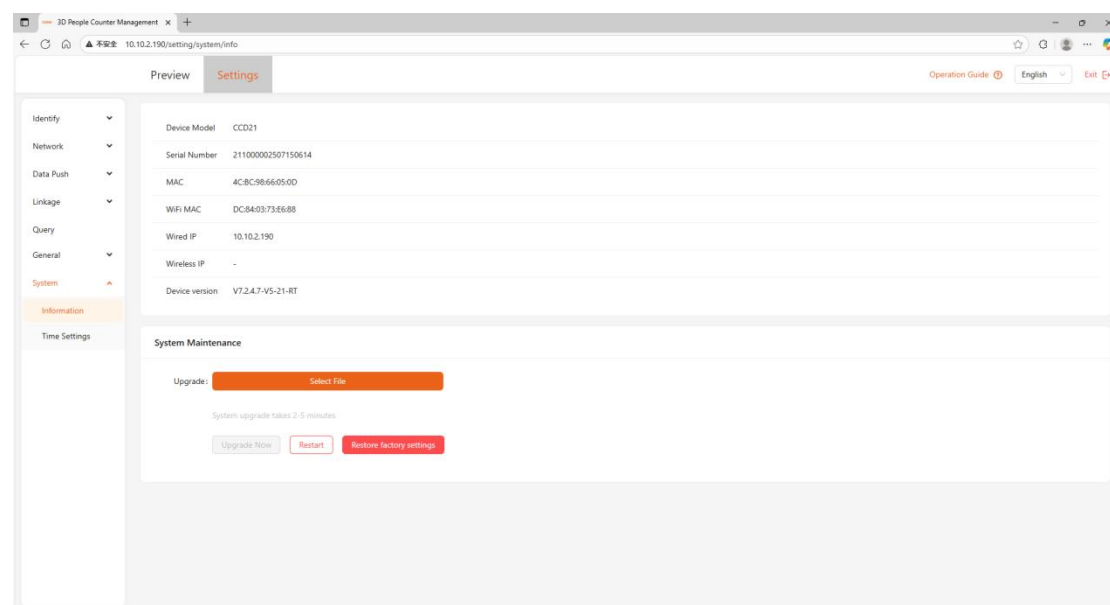 3D People Counter Management
不安全 10.10.2.190/setting/system/info
Preview Settings Operation Guide English Exit
Identify
Network
Data Push
Linkage
Query
General
System
Information
Time Settings
Device Model CCD21
Serial Number 211000002507150614
MAC 4C:BC:98:66:05:0D
WiFi MAC DC:84:03:73:E6:88
Wired IP 10.10.2.190
Wireless IP -
Device version V7.2.4.7-V5-21-RT
System Maintenance
Upgrade: Select File
System upgrade takes 2-5 minutes
Upgrade Now Restart Restore factory settings